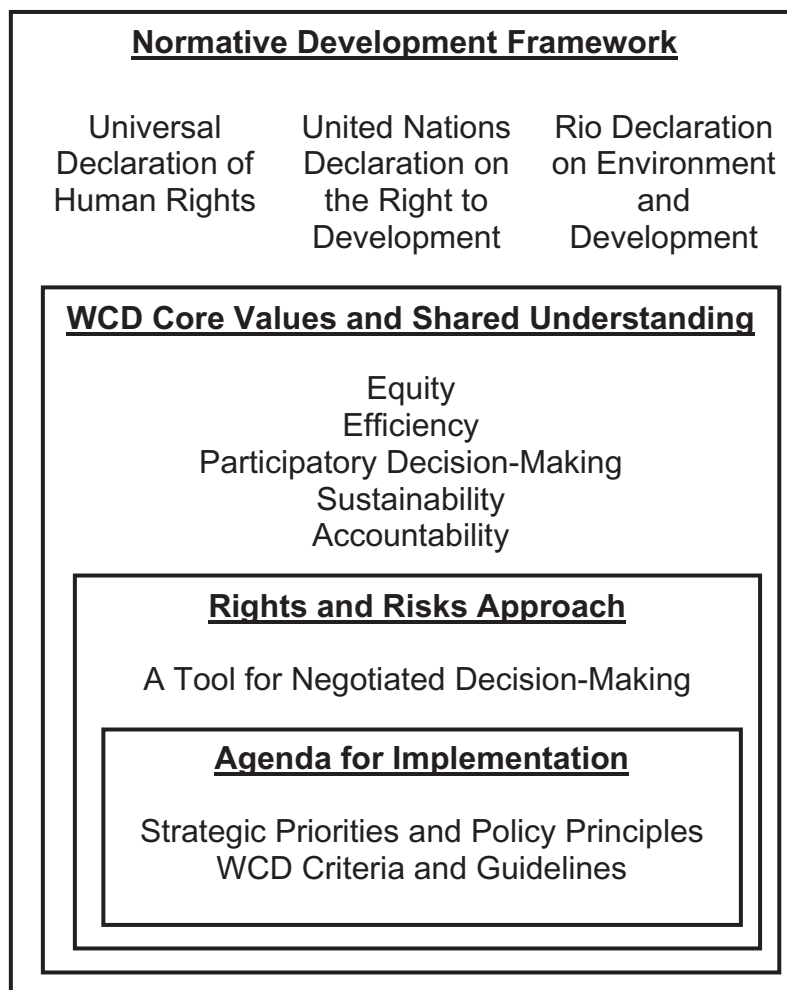 Normative Development Framework
Universal
Declaration of
Human Rights
United Nations
Declaration on
the Right to
Development
Rio Declaration
on Environment
and
Development
WCD Core Values and Shared Understanding
Equity
Efficiency
Participatory Decision-Making
Sustainability
Accountability
Rights and Risks Approach
A Tool for Negotiated Decision-Making
Agenda for Implementation
Strategic Priorities and Policy Principles
WCD Criteria and Guidelines